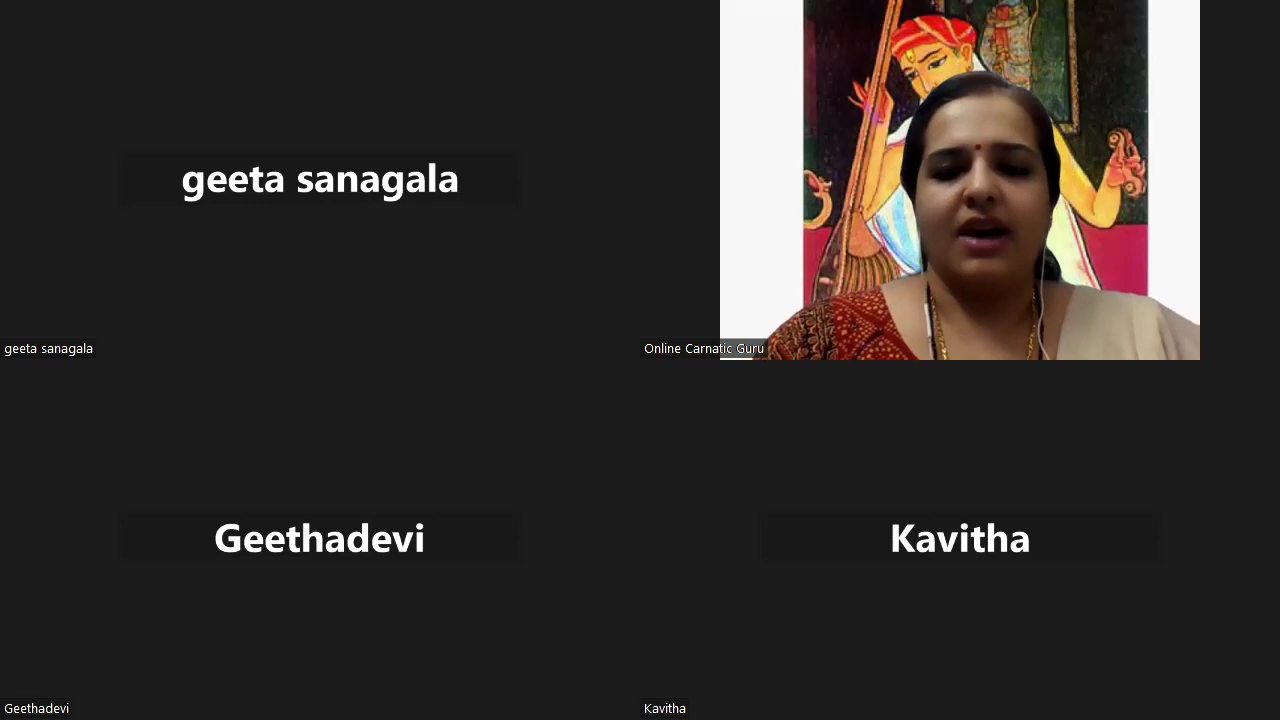 geeta sanagala
geeta sanagala
Online Carnatic Guru
Geethadevi
Kavitha
Geethadevi
Kavitha